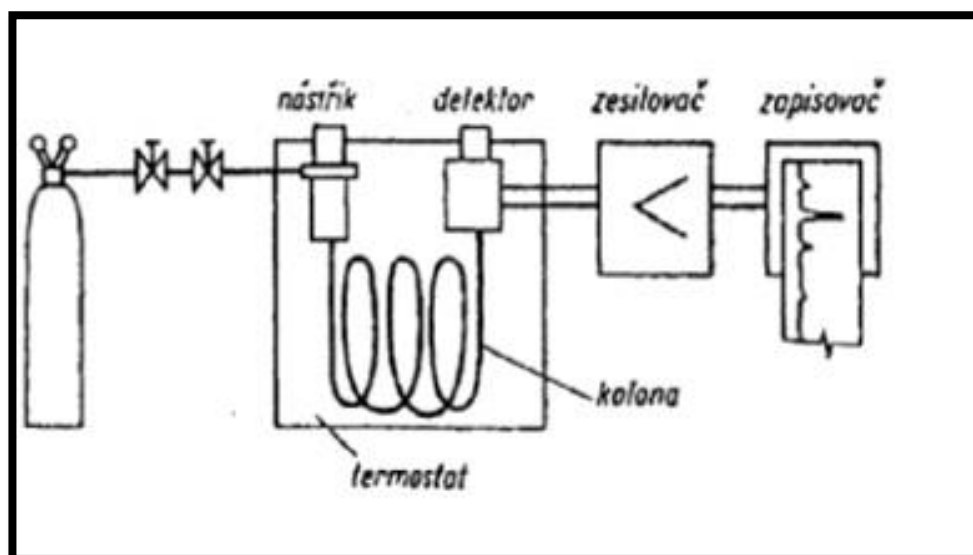 nástřik
detektor
zesilovač
zapisovač
kolona
termostat